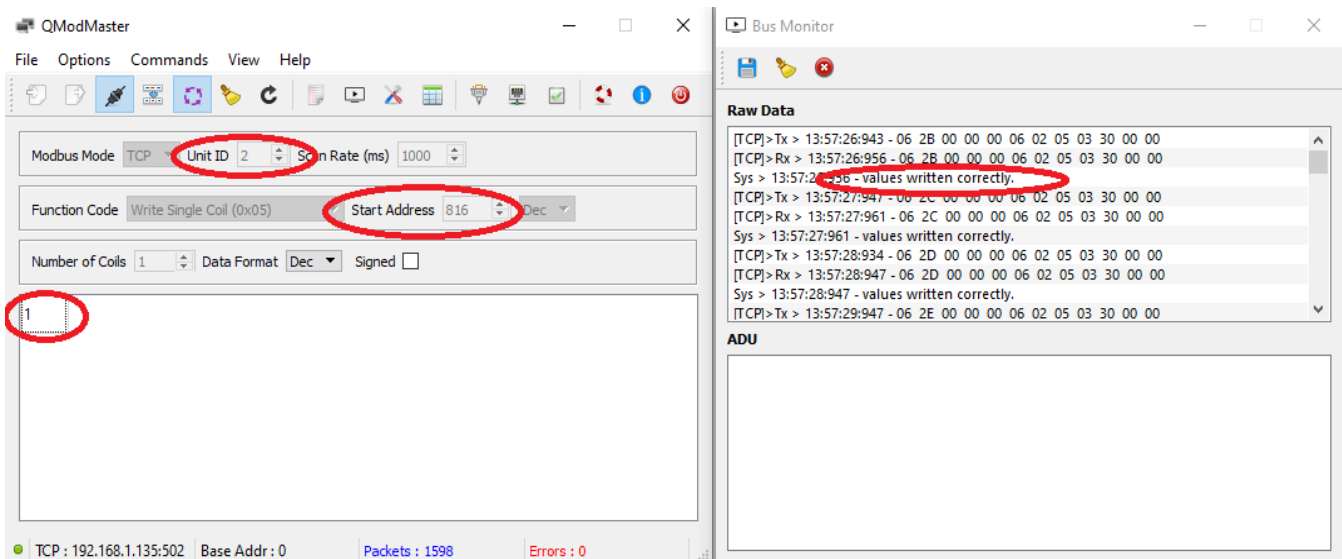 QModMaster
File Options Commands View Help
Modbus Mode TCP Unit ID 2 Scan Rate (ms) 1000
Function Code Write Single Coil (0x05) Start Address 816 Dec
Number of Coils 1 Data Format Dec Signed
1
TCP : 192.168.1.135:502 Base Addr : 0 Packets : 1598 Errors : 0
Bus Monitor
Raw Data
[TCP]>Tx > 13:57:26:943 - 06 2B 00 00 00 06 02 05 03 30 00 00
[TCP]>Rx > 13:57:26:956 - 06 2B 00 00 00 06 02 05 03 30 00 00
Sys > 13:57:26:956 - values written correctly.
[TCP]>Tx > 13:57:27:947 - 06 2C 00 00 00 06 02 05 03 30 00 00
[TCP]>Rx > 13:57:27:961 - 06 2C 00 00 00 06 02 05 03 30 00 00
Sys > 13:57:27:961 - values written correctly.
[TCP]>Tx > 13:57:28:934 - 06 2D 00 00 00 06 02 05 03 30 00 00
[TCP]>Rx > 13:57:28:947 - 06 2D 00 00 00 06 02 05 03 30 00 00
Sys > 13:57:28:947 - values written correctly.
[TCP]>Tx > 13:57:29:947 - 06 2E 00 00 00 06 02 05 03 30 00 00
ADU